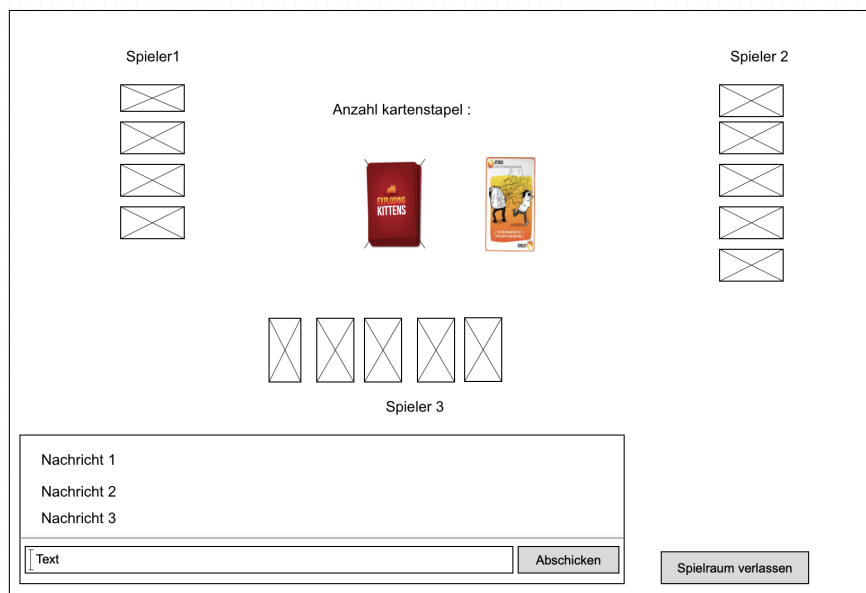 Spieler1
Spieler 2
Anzahl kartenstapel :
EXPLODING
KITTENS
Spieler 3
Nachricht 1
Nachricht 2
Nachricht 3
Text
Abschicken
Spielraum verlassen